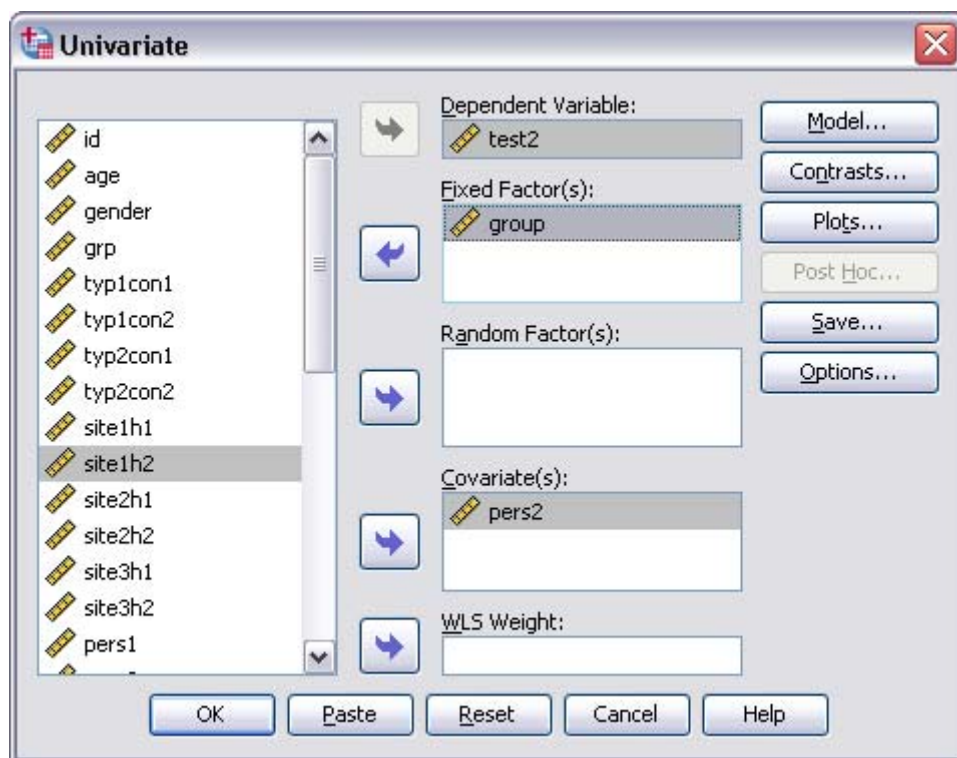 Univariate
id
age
gender
grp
typ1con1
typ1con2
typ2con1
typ2con2
site1h1
site1h2
site2h1
site2h2
site3h1
site3h2
pers1
Dependent Variable:
test2
Fixed Factor(s):
group
Random Factor(s):
Covariate(s):
pers2
WLS Weight:
Model...
Contrasts...
Plots...
Post Hoc...
Save...
Options...
OK
Paste
Reset
Cancel
Help